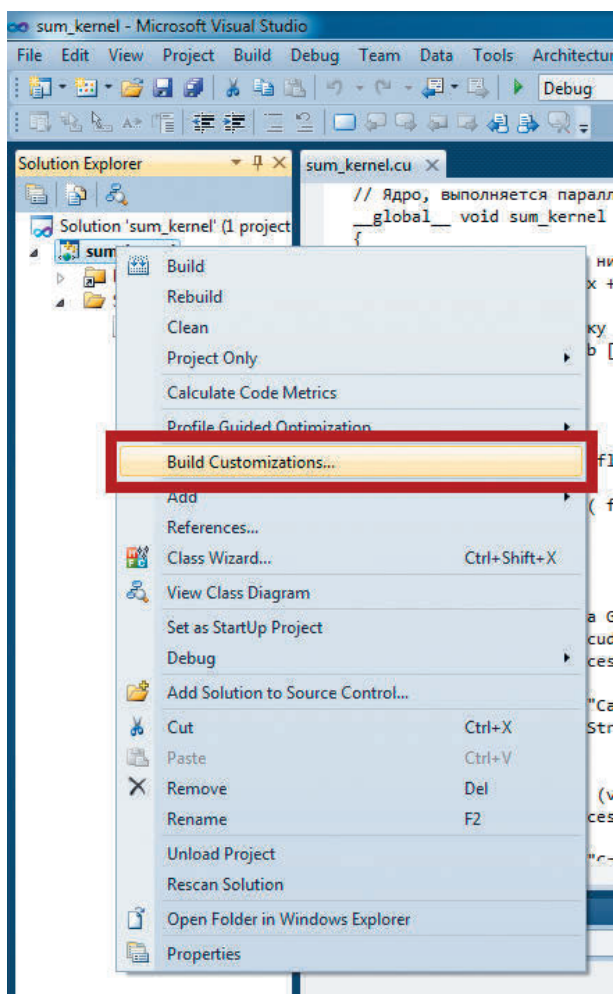 sum_kernel - Microsoft Visual Studio
File Edit View Project Build Debug Team Data Tools
Debug
Solution Explorer
sum_kernel.cu
// Ядро, выполняется
__global__ void sum_kernel
{
Solution 'sum_kernel' (1 project
Build
Rebuild
Clean
Project Only
Calculate Code Metrics
Profile Guided Optimization
Build Customizations...
Add
References...
Class Wizard... Ctrl+Shift+X
View Class Diagram
Set as StartUp Project
Debug
Add Solution to Source Control...
Cut Ctrl+X
Paste Ctrl+V
Remove Del
Rename F2
Unload Project
Rescan Solution
Open Folder in Windows Explorer
Properties